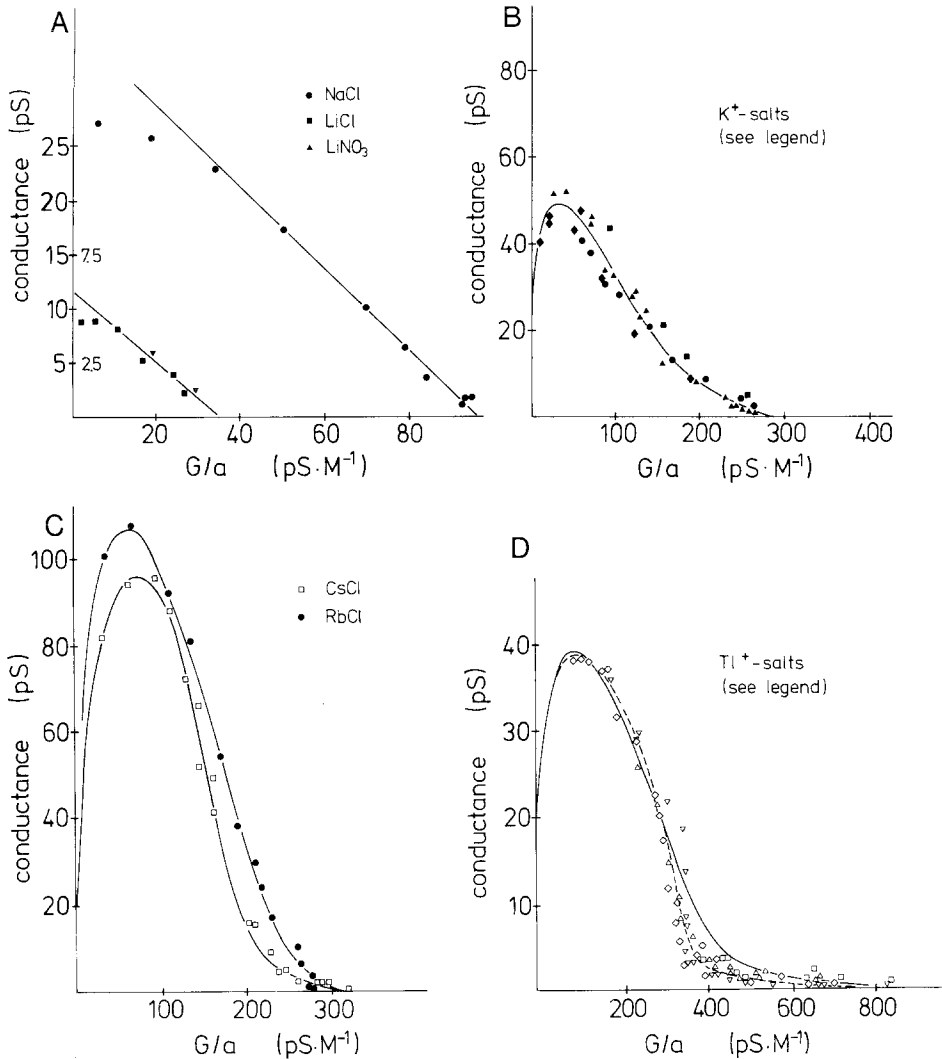 A
conductance (pS)
25
20
15
10
5
7.5
2.5
● NaCl
■ LiCl
▲ LiNO₃
20 40 60 80
G/a (pS·M⁻¹)
B
conductance (pS)
80
60
40
20
K⁺-salts
(see legend)
100 200 300 400
G/a (pS·M⁻¹)
C
conductance (pS)
100
80
60
40
20
□ CsCl
● RbCl
100 200 300
G/a (pS·M⁻¹)
D
conductance (pS)
40
30
20
10
Tl⁺-salts
(see legend)
200 400 600 800
G/a (pS·M⁻¹)